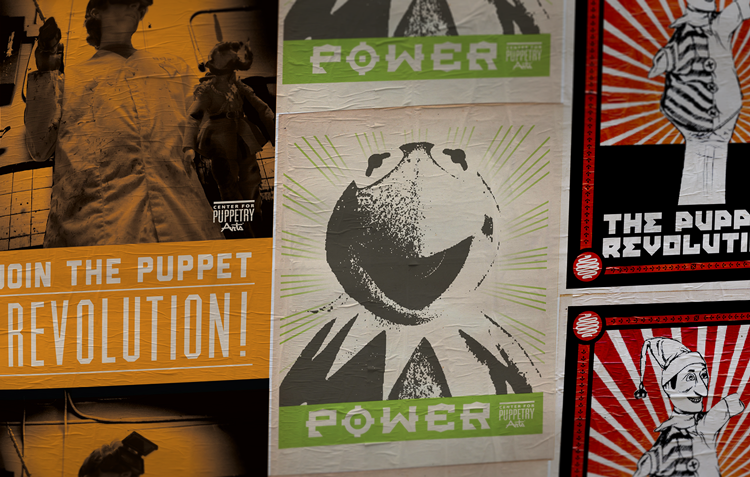 CENTER FOR
PUPPETRY
Arts
JOIN THE PUPPET
REVOLUTION!
POWER
CENTER FOR
PUPPETRY
Arts
POWER
CENTER FOR
PUPPETRY
Arts
THE PUPP
REVOLUTI